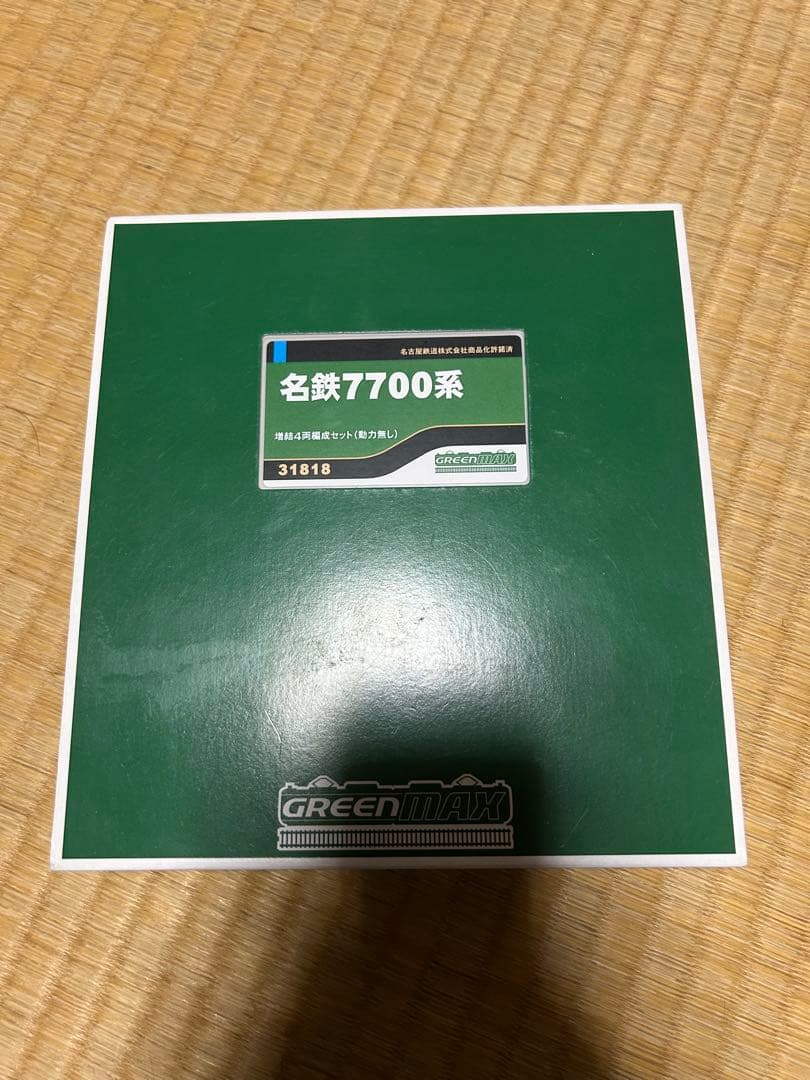 名古屋鉄道株式会社商品化許諾済
名鉄7700系
増結4両編成セット(動力無し)
31818
GREENMAX
GREENMAX